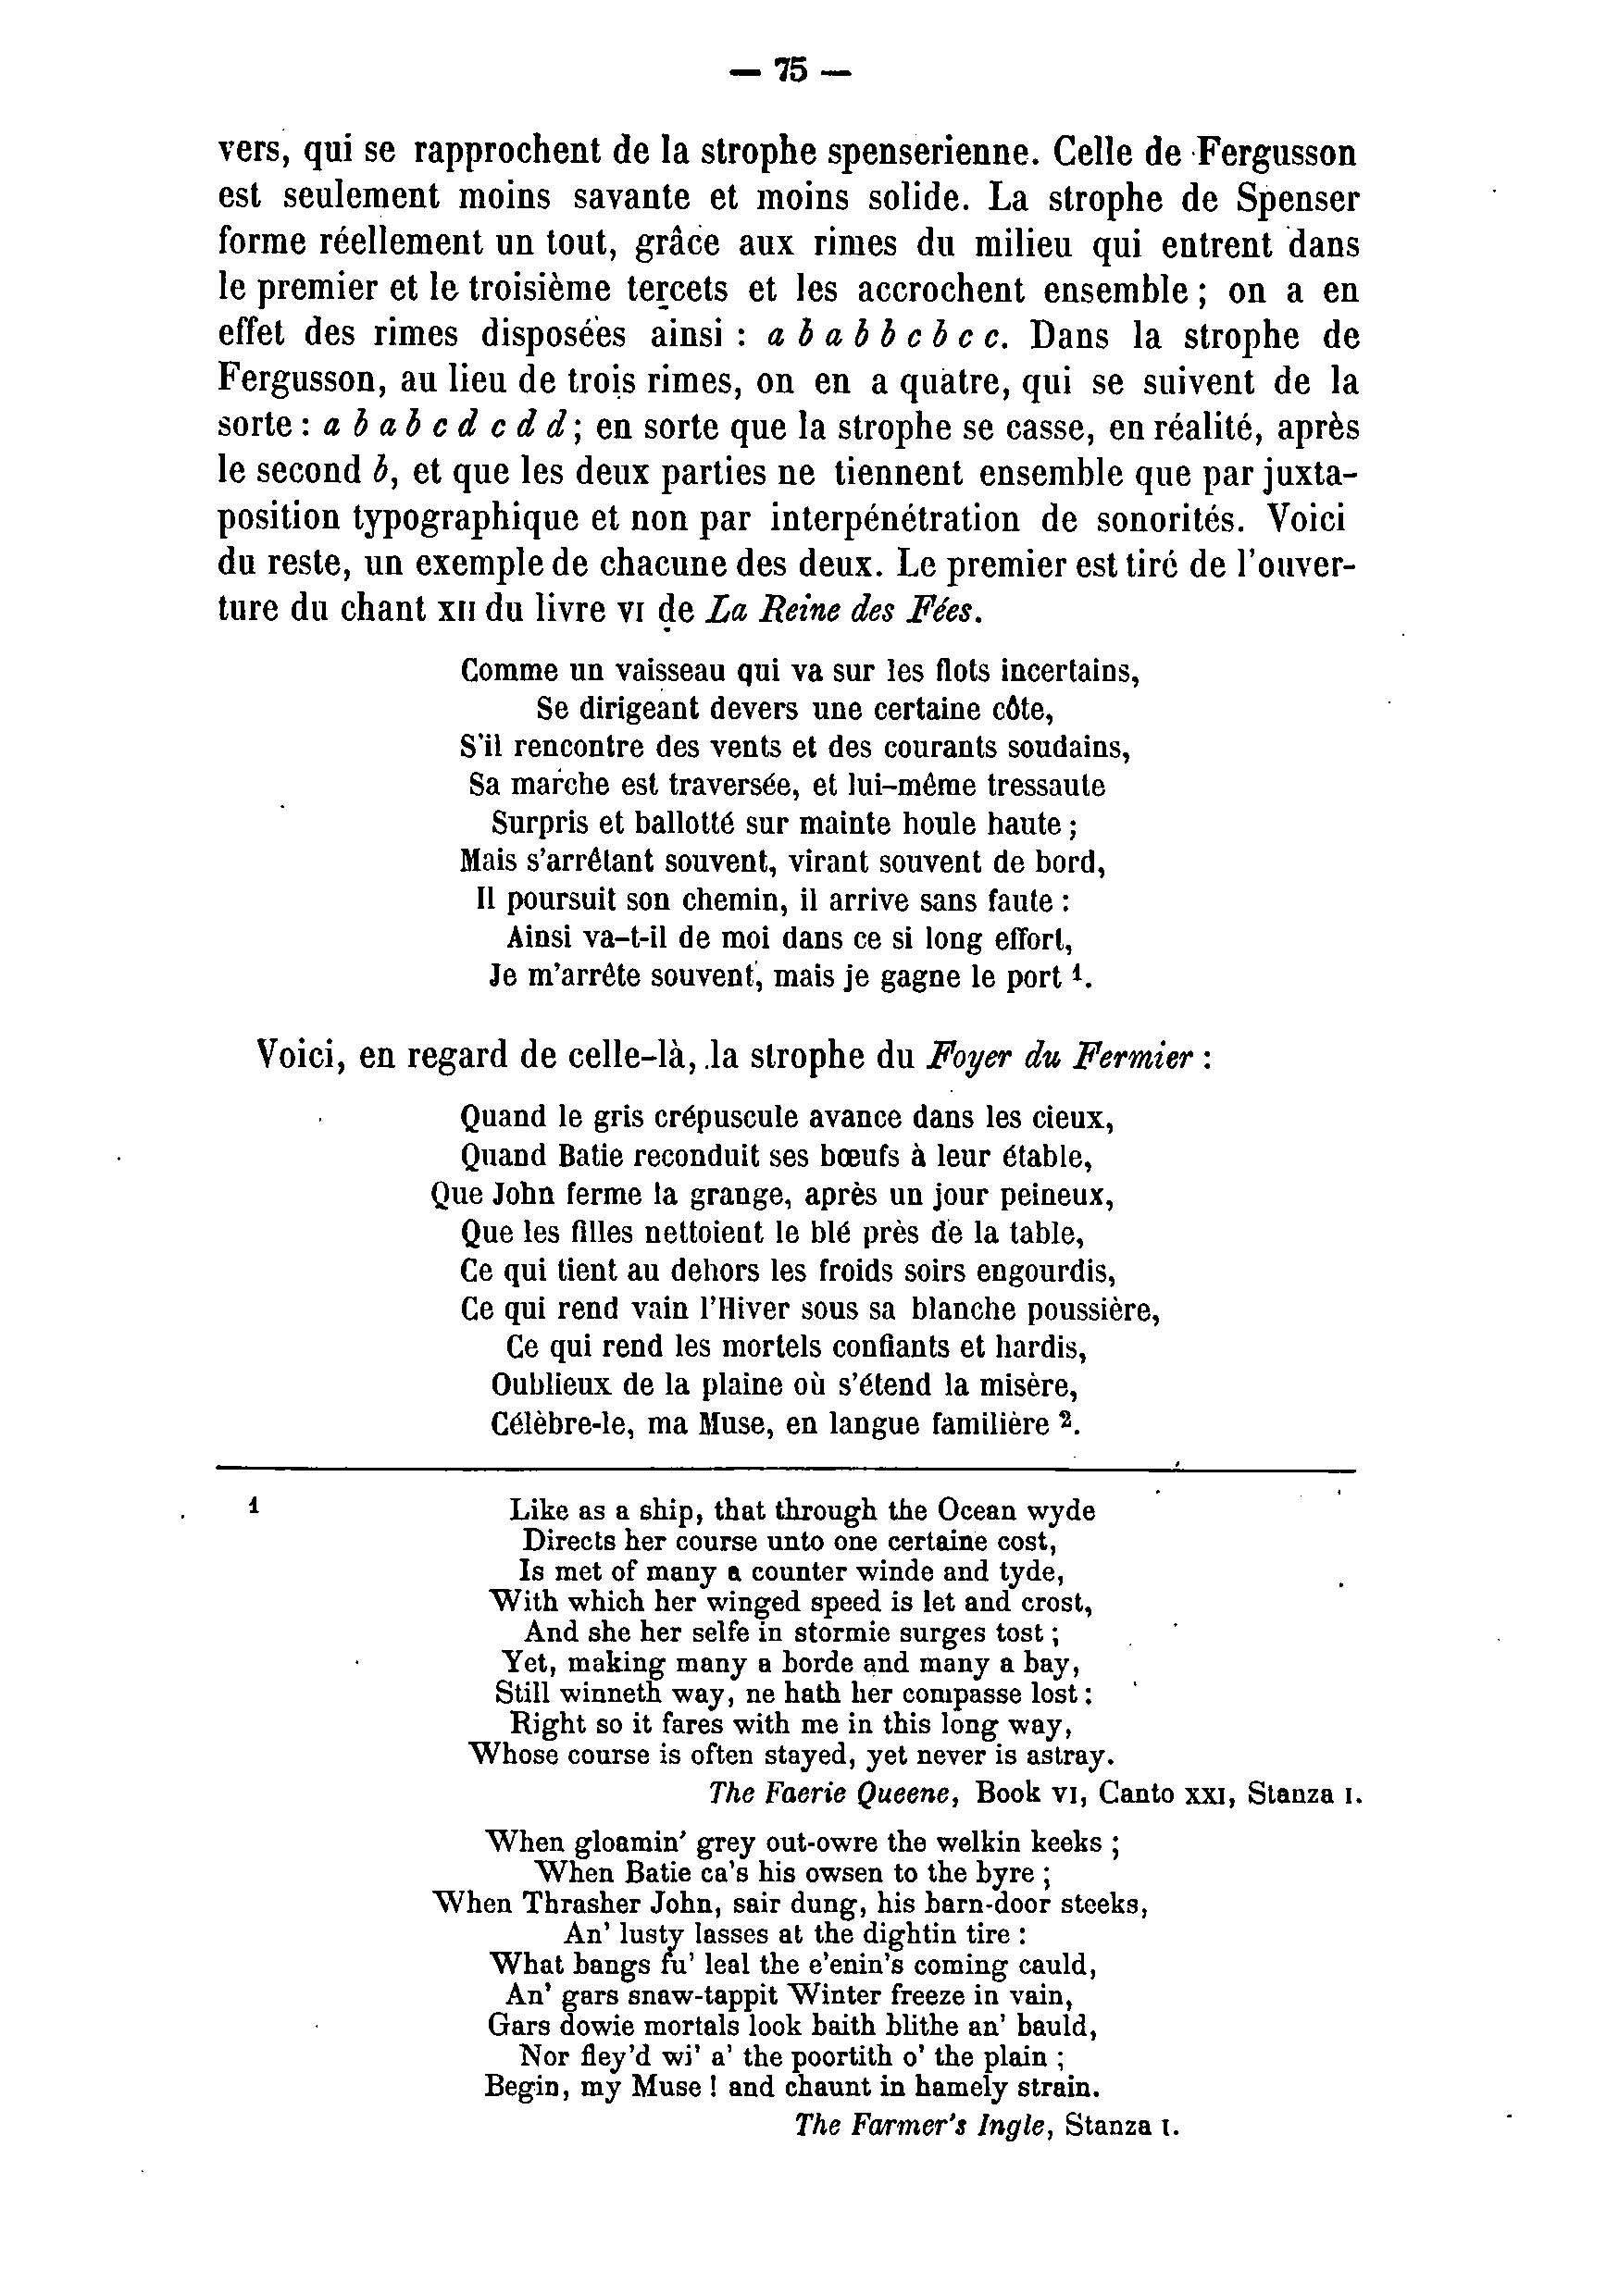 — 75 —
vers, qui se rapprochent de la strophe spenserienne. Celle de Fergusson
est seulement moins savante et moins solide. La strophe de Spenser
forme réellement un tout, grâce aux rimes du milieu qui entrent dans
le premier et le troisième tercets et les accrochent ensemble ; on a en
effet des rimes disposées ainsi : a b a b b c b c c. Dans la strophe de
Fergusson, au lieu de trois rimes, on en a quatre, qui se suivent de la
sorte : a b a b c d c d d ; en sorte que la strophe se casse, en réalité, après
le second b, et que les deux parties ne tiennent ensemble que par juxta-
position typographique et non par interpénétration de sonorités. Voici
du reste, un exemple de chacune des deux. Le premier est tiré de l'ouver-
ture du chant XII du livre VI de La Reine des Fées.
Comme un vaisseau qui va sur les flots incertains,
Se dirigeant devers une certaine côte,
S'il rencontre des vents et des courants soudains,
Sa marche est traversée, et lui-même tressaute
Surpris et ballotté sur mainte houle haute ;
Mais s'arrêtant souvent, virant souvent de bord,
Il poursuit son chemin, il arrive sans faute :
Ainsi va-t-il de moi dans ce si long effort,
Je m'arrête souvent, mais je gagne le port 1.
Voici, en regard de celle-là, la strophe du Foyer du Fermier :
Quand le gris crépuscule avance dans les cieux,
Quand Batie reconduit ses bœufs à leur étable,
Que John ferme la grange, après un jour peineux,
Que les filles nettoient le blé près de la table,
Ce qui tient au dehors les froids soirs engourdis,
Ce qui rend vain l'Hiver sous sa blanche poussière,
Ce qui rend les mortels confiants et hardis,
Oublieux de la plaine où s'étend la misère,
Célèbre-le, ma Muse, en langue familière 2.
1 Like as a ship, that through the Ocean wyde
Directs her course unto one certaine cost,
Is met of many a counter winde and tyde,
With which her winged speed is let and crost,
And she her selfe in stormie surges tost ;
Yet, making many a borde and many a bay,
Still winneth way, ne hath her compasse lost :
Right so it fares with me in this long way,
Whose course is often stayed, yet never is astray.
The Faerie Queene, Book VI, Canto XXI, Stanza I.
When gloamin' grey out-owre the welkin keeks ;
When Batie ca's his owsen to the byre ;
When Thrasher John, sair dung, his barn-door steeks,
An' lusty lasses at the dightin tire :
What bangs fu' leal the e'enin's coming cauld,
An' gars snaw-tappit Winter freeze in vain,
Gars dowie mortals look baith blithe an' bauld,
Nor fley'd wi' a' the poortith o' the plain ;
Begin, my Muse ! and chaunt in hamely strain.
The Farmer's Ingle, Stanza I.